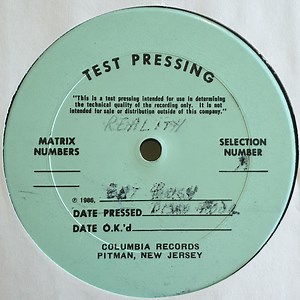 TEST PRESSING
"This is a test pressing intended for use in determining
the technical quality of the recording only. It is not
intended for sale or distribution outside of this company."
REALITY
MATRIX
NUMBERS
SELECTION
NUMBER
℗ 1986,
GET BUSY
DATE PRESSED
DATE O.K.'d
COLUMBIA RECORDS
PITMAN, NEW JERSEY